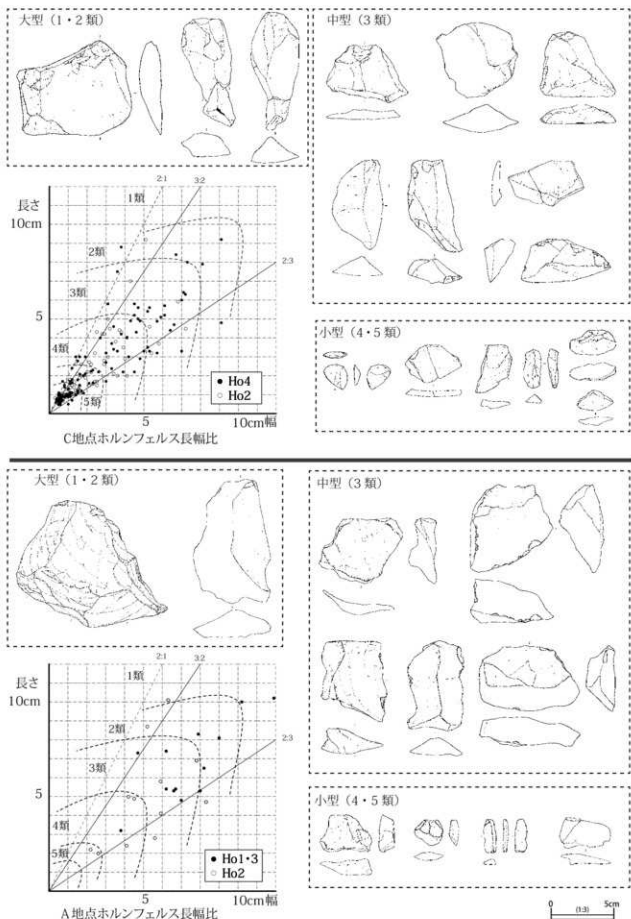 大型（1・2 類）
中型（3 類）
長さ
10cm
5
2:1
3:2
2:3
1類
2類
3類
4類
5類
● Ho4
○ Ho2
5
10cm幅
C地点ホルンフェルス長幅比
小型（4・5 類）
大型（1・2 類）
中型（3 類）
長さ
10cm
5
2:1
3:2
2:3
1類
2類
3類
4類
5類
● Ho1・3
○ Ho2
5
10cm幅
A地点ホルンフェルス長幅比
小型（4・5 類）
0 5cm
(1:3)